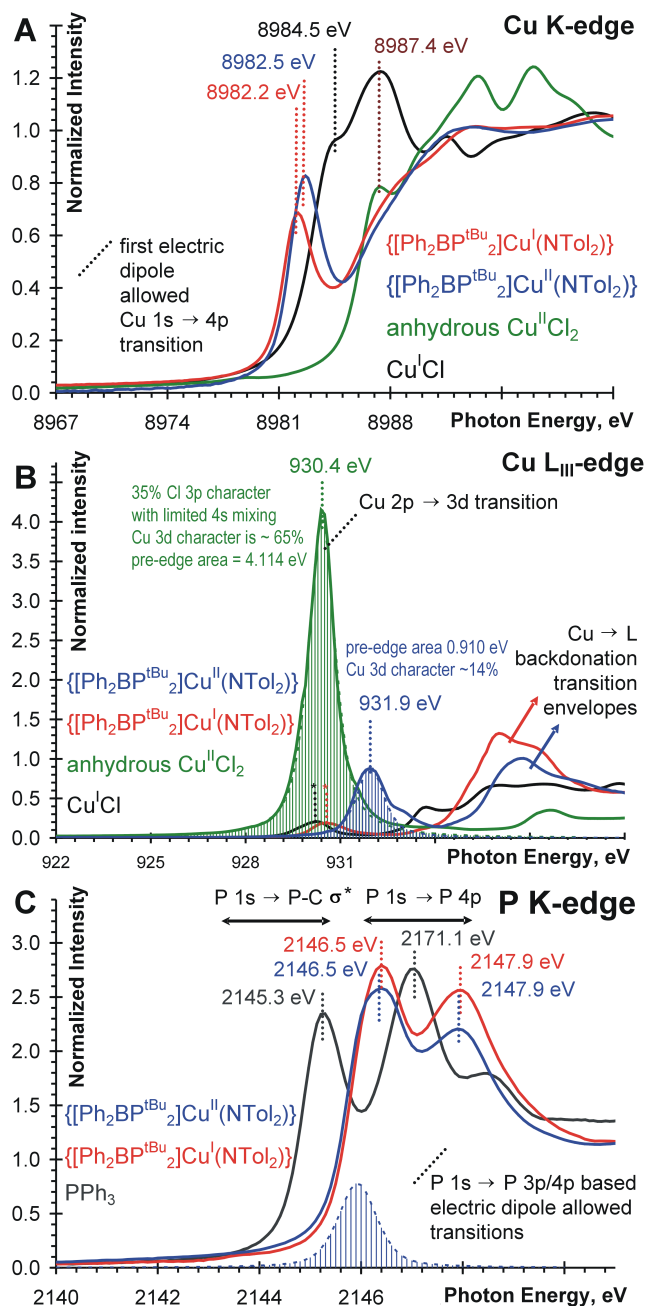 A
Cu K-edge
8984.5 eV
8982.5 eV
8987.4 eV
8982.2 eV
Normalized Intensity
1.2
1.0
0.8
0.6
0.4
0.2
0.0
first electric
dipole
allowed
Cu 1s → 4p
transition
{[Ph₂BPᵗᴮᵘ₂]Cuᴵ(NTol₂)}
{[Ph₂BPᵗᴮᵘ₂]Cuᴵᴵ(NTol₂)}
anhydrous CuᴵᴵCl₂
CuᴵCl
8967
8974
8981
8988
Photon Energy, eV
B
Cu L_III-edge
930.4 eV
35% Cl 3p character
with limited 4s mixing
Cu 3d character is ~ 65%
pre-edge area = 4.114 eV
Cu 2p → 3d transition
Normalized intensity
4.0
3.5
3.0
2.5
2.0
1.5
1.0
0.5
0.0
pre-edge area 0.910 eV
Cu 3d character ~14%
931.9 eV
Cu → L
backdonation
transition
envelopes
{[Ph₂BPᵗᴮᵘ₂]Cuᴵᴵ(NTol₂)}
{[Ph₂BPᵗᴮᵘ₂]Cuᴵ(NTol₂)}
anhydrous CuᴵᴵCl₂
CuᴵCl
* *
922
925
928
931
Photon Energy, eV
C
P 1s → P-C σ*
P 1s → P 4p
P K-edge
2146.5 eV
2171.1 eV
2146.5 eV
2147.9 eV
2145.3 eV
2147.9 eV
Normalized Intensity
3.0
2.5
2.0
1.5
1.0
0.5
0.0
{[Ph₂BPᵗᴮᵘ₂]Cuᴵᴵ(NTol₂)}
{[Ph₂BPᵗᴮᵘ₂]Cuᴵ(NTol₂)}
PPh₃
P 1s → P 3p/4p based
electric dipole allowed
transitions
2140
2142
2144
2146
Photon Energy, eV